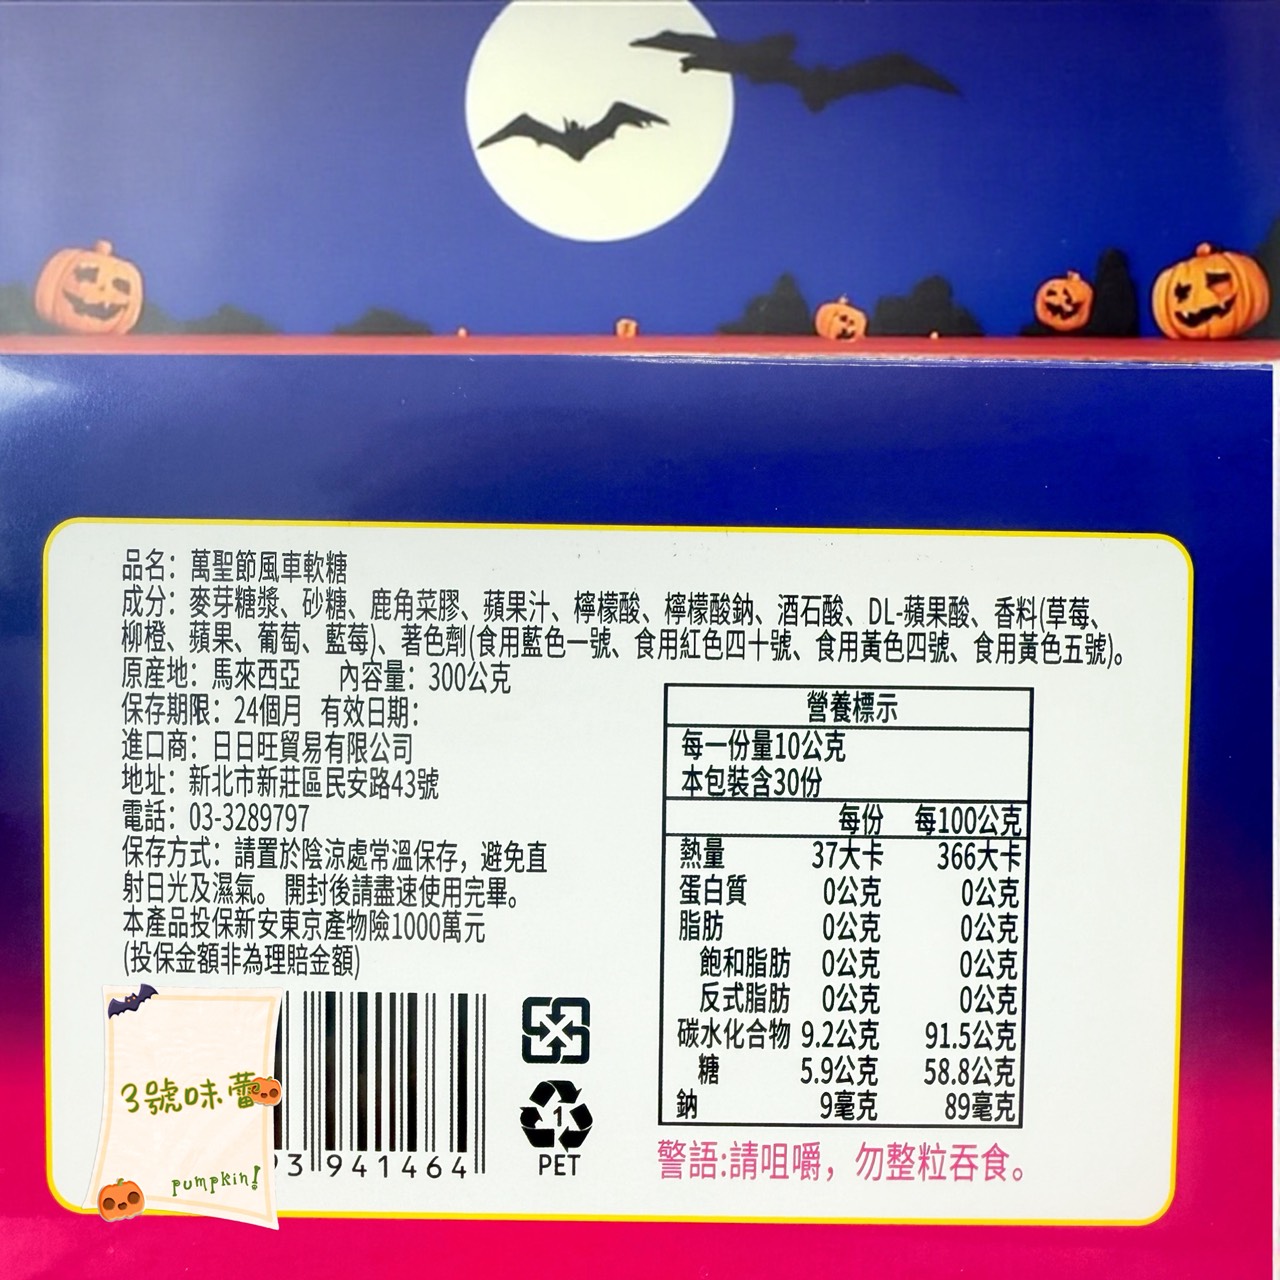 品名：萬聖節風車軟糖
成分：麥芽糖漿、砂糖、鹿角菜膠、蘋果汁、檸檬酸、檸檬酸鈉、酒石酸、DL-蘋果酸、香料(草莓、
柳橙、蘋果、葡萄、藍莓)、著色劑(食用藍色一號、食用紅色四十號、食用黃色四號、食用黃色五號)。
原產地：馬來西亞 內容量：300公克
保存期限：24個月 有效日期：
進口商：日日旺貿易有限公司
地址：新北市新莊區民安路43號
電話：03-3289797
保存方式：請置於陰涼處常溫保存，避免直
射日光及濕氣。開封後請盡速使用完畢。
本產品投保新安東京產物險1000萬元
(投保金額非為理賠金額)
營養標示
每一份量10公克
本包裝含30份
每份 每100公克
熱量 37大卡 366大卡
蛋白質 0公克 0公克
脂肪 0公克 0公克
飽和脂肪 0公克 0公克
反式脂肪 0公克 0公克
碳水化合物 9.2公克 91.5公克
糖 5.9公克 58.8公克
鈉 9毫克 89毫克
警語:請咀嚼，勿整粒吞食。
3號味蕾
pumpkin!
93 941464
1
PET